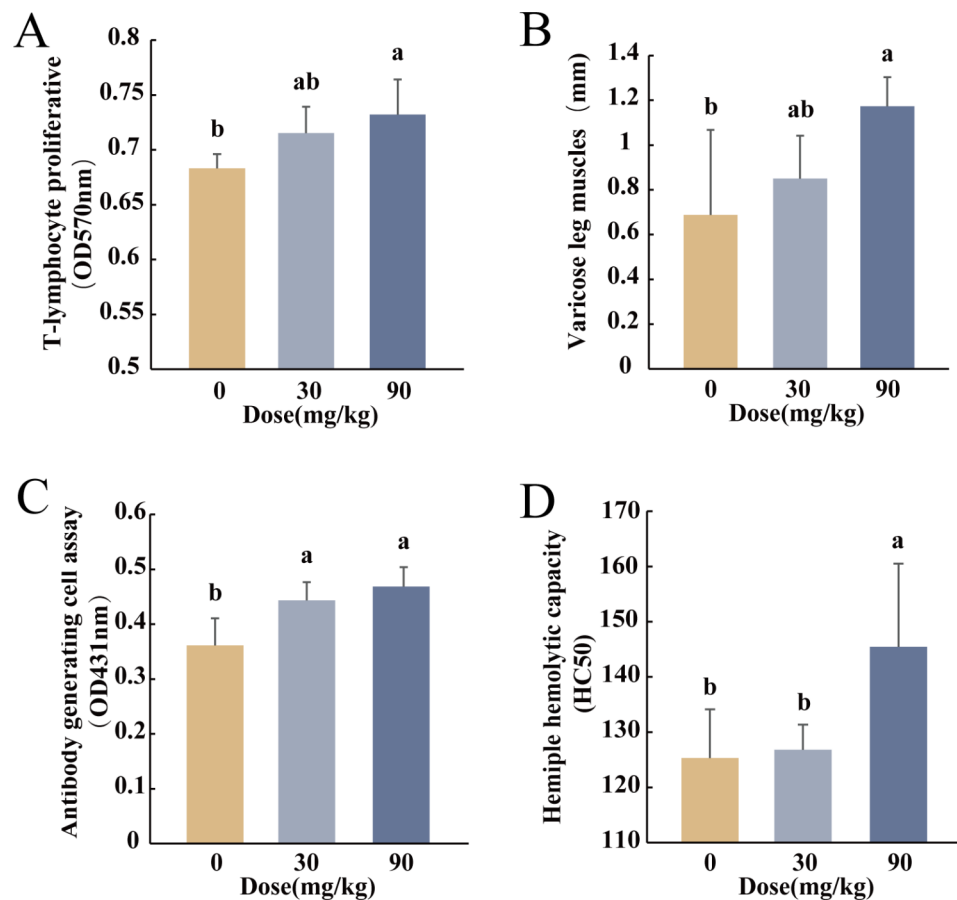 A
T-lymphocyte proliferative
(OD570nm)
0.8
0.75
0.7
0.65
0.6
0.55
0.5
b
ab
a
0
30
90
Dose(mg/kg)
B
Varicose leg muscles (mm)
1.4
1.2
1
0.8
0.6
0.4
0.2
0
b
ab
a
0
30
90
Dose(mg/kg)
C
Antibody generating cell assay
(OD431nm)
0.6
0.5
0.4
0.3
0.2
0.1
0
b
a
a
0
30
90
Dose(mg/kg)
D
Hemiple hemolytic capacity
(HC50)
170
160
150
140
130
120
110
b
b
a
0
30
90
Dose(mg/kg)